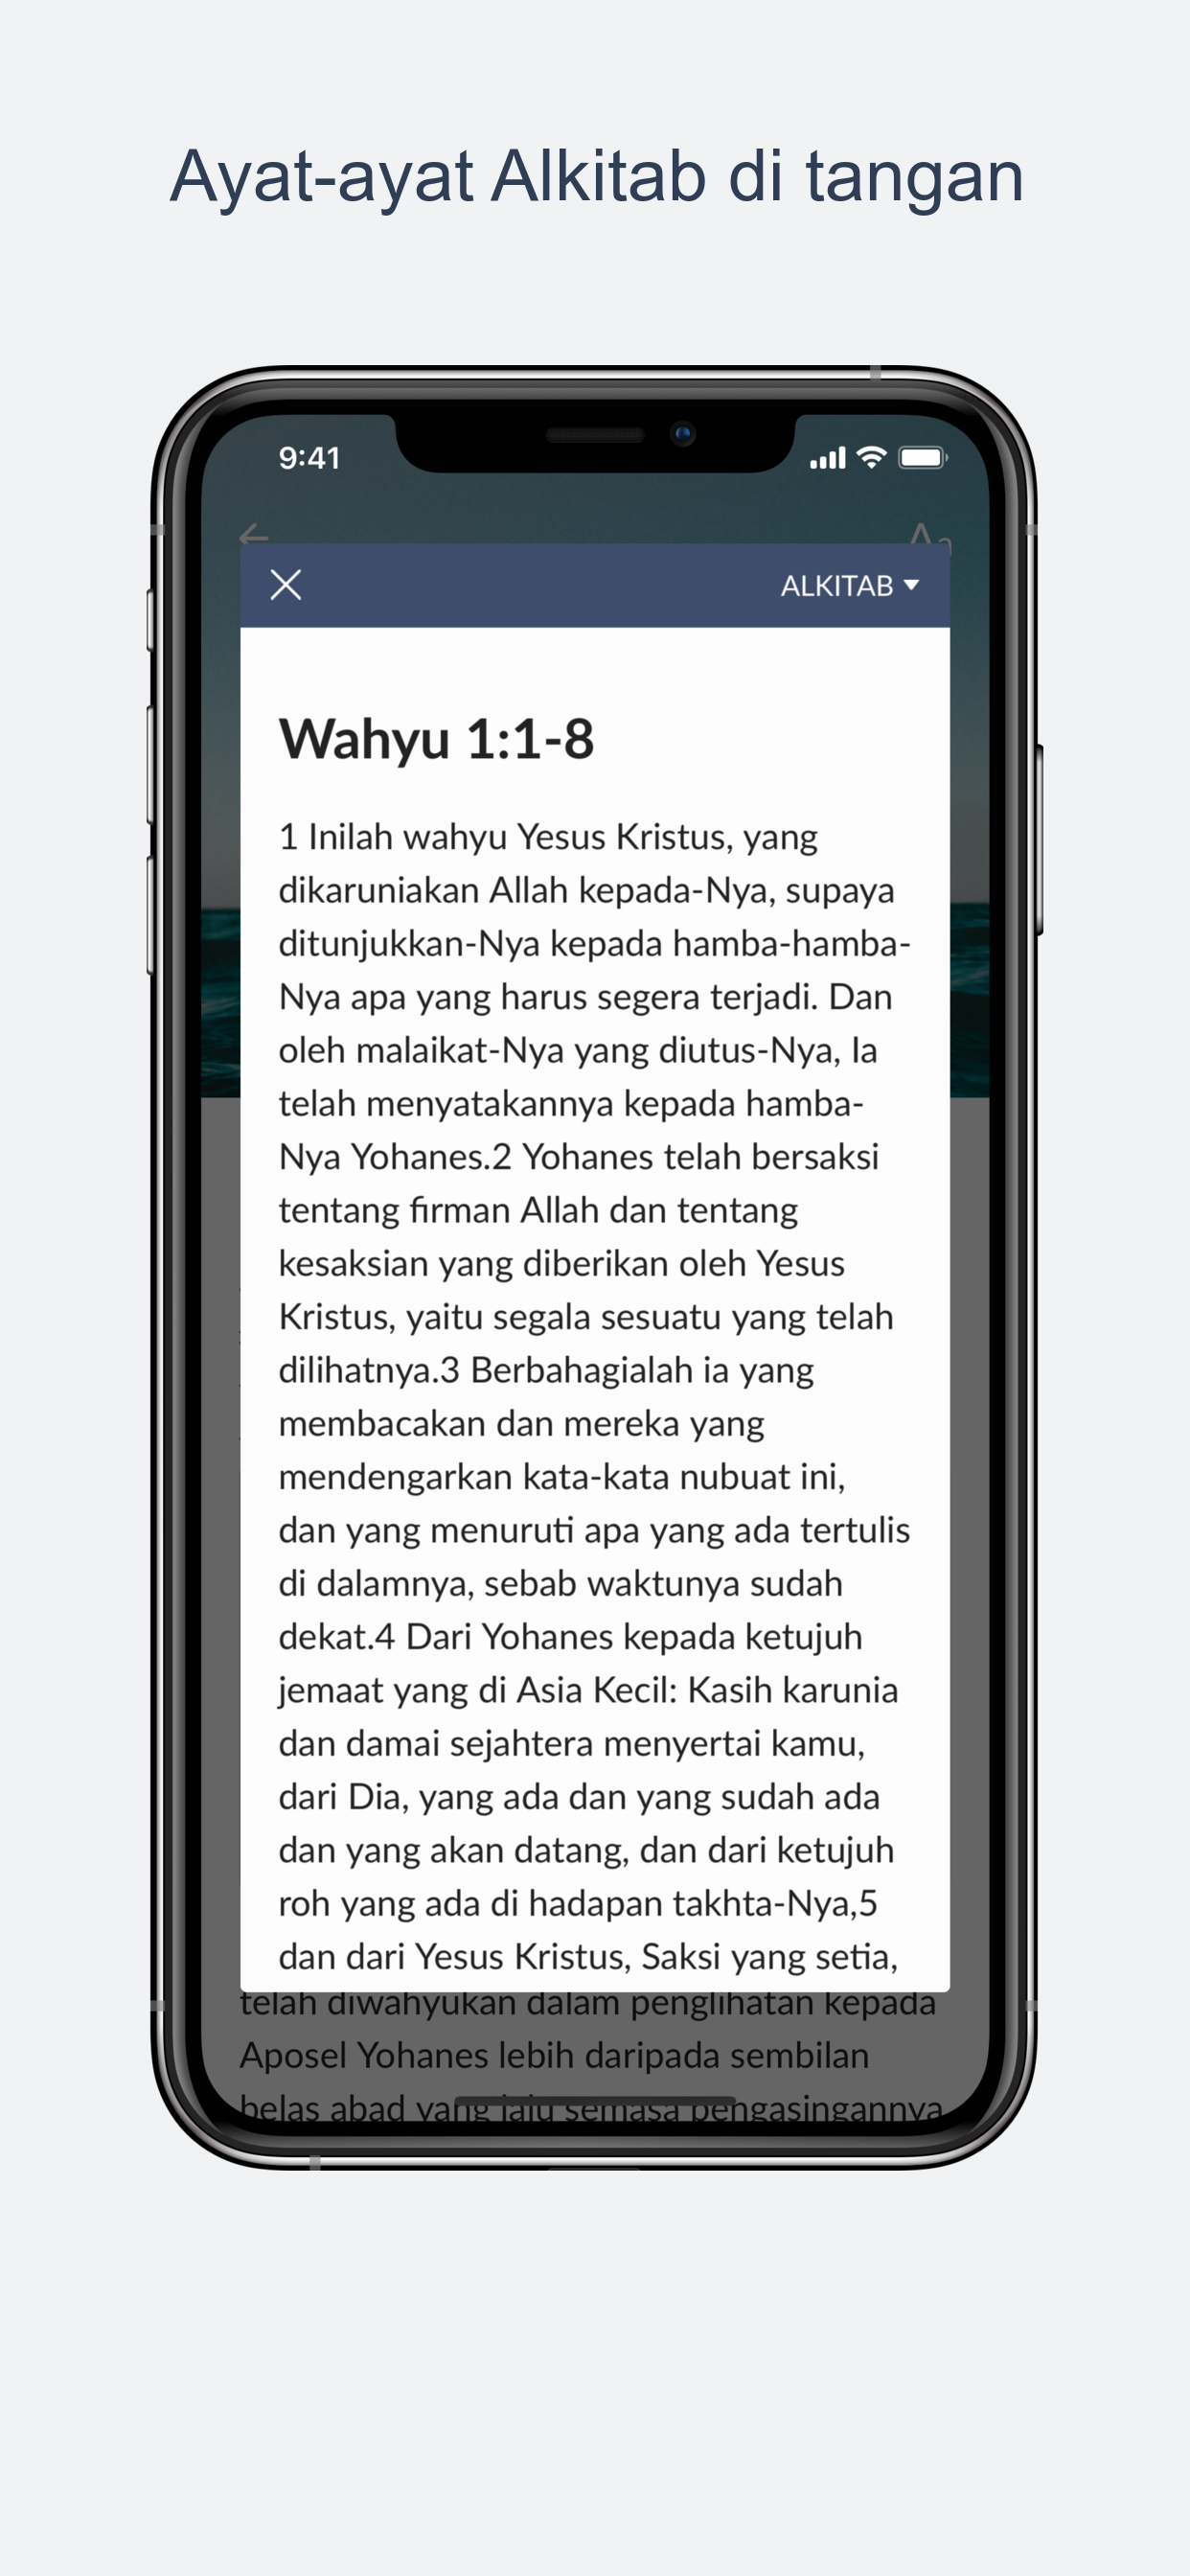 Ayat-ayat Alkitab di tangan
9:41
Aa
ALKITAB
Wahyu 1:1-8
1 Inilah wahyu Yesus Kristus, yang
dikaruniakan Allah kepada-Nya, supaya
ditunjukkan-Nya kepada hamba-hamba-
Nya apa yang harus segera terjadi. Dan
oleh malaikat-Nya yang diutus-Nya, Ia
telah menyatakannya kepada hamba-
Nya Yohanes.2 Yohanes telah bersaksi
tentang firman Allah dan tentang
kesaksian yang diberikan oleh Yesus
Kristus, yaitu segala sesuatu yang telah
dilihatnya.3 Berbahagialah ia yang
membacakan dan mereka yang
mendengarkan kata-kata nubuat ini,
dan yang menuruti apa yang ada tertulis
di dalamnya, sebab waktunya sudah
dekat.4 Dari Yohanes kepada ketujuh
jemaat yang di Asia Kecil: Kasih karunia
dan damai sejahtera menyertai kamu,
dari Dia, yang ada dan yang sudah ada
dan yang akan datang, dan dari ketujuh
roh yang ada di hadapan takhta-Nya,5
dan dari Yesus Kristus, Saksi yang setia,
telah diwahyukan dalam penglihatan kepada
Aposel Yohanes lebih daripada sembilan
belas abad yang lalu semasa pengasingannya